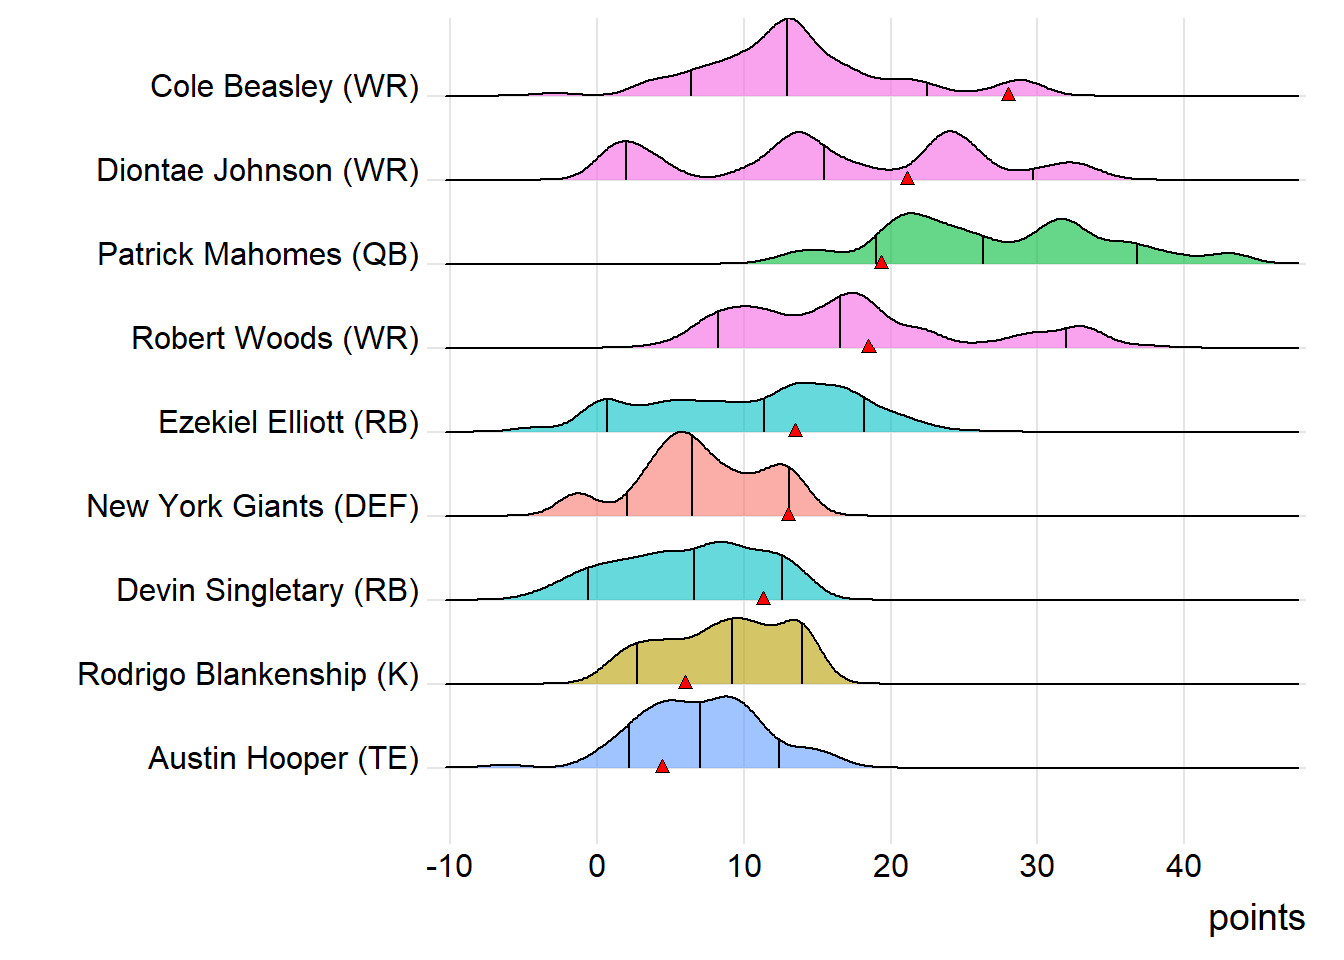 Cole Beasley (WR)
Diontae Johnson (WR)
Patrick Mahomes (QB)
Robert Woods (WR)
Ezekiel Elliott (RB)
New York Giants (DEF)
Devin Singletary (RB)
Rodrigo Blankenship (K)
Austin Hooper (TE)
-10 0 10 20 30 40
points